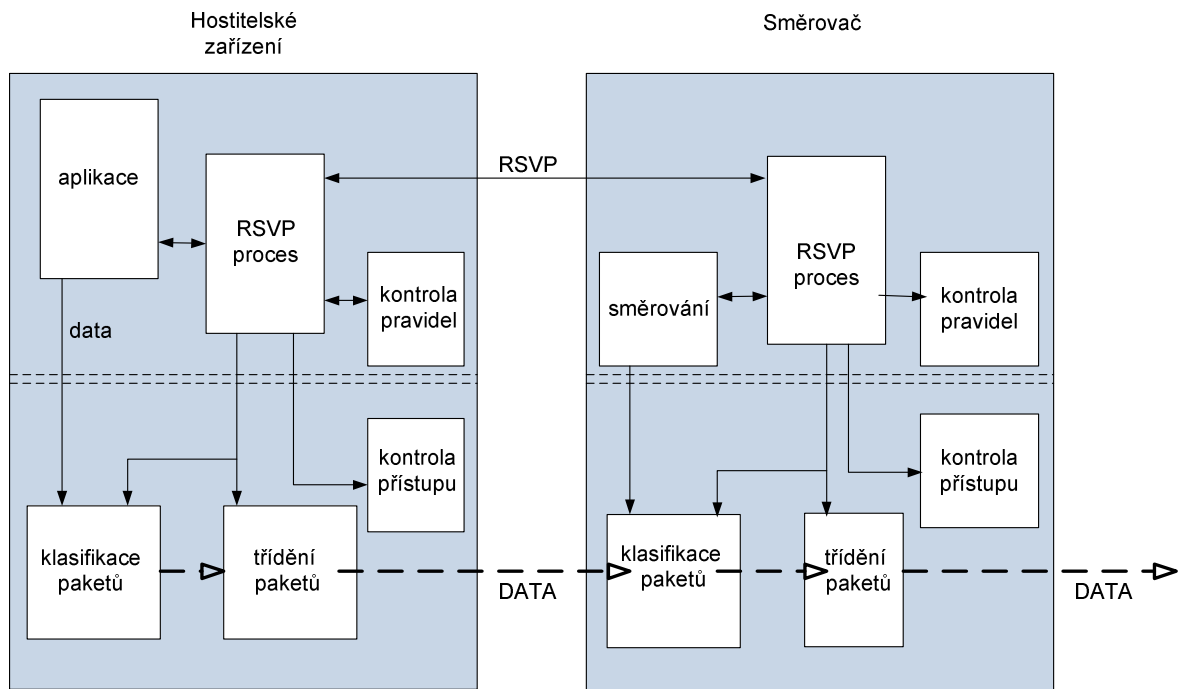 Hostitelské
zařízení
aplikace
RSVP
proces
kontrola
pravidel
data
kontrola
přístupu
klasifikace
paketů
třídění
paketů
RSVP
DATA
Směrovač
směrování
RSVP
proces
kontrola
pravidel
kontrola
přístupu
klasifikace
paketů
třídění
paketů
DATA